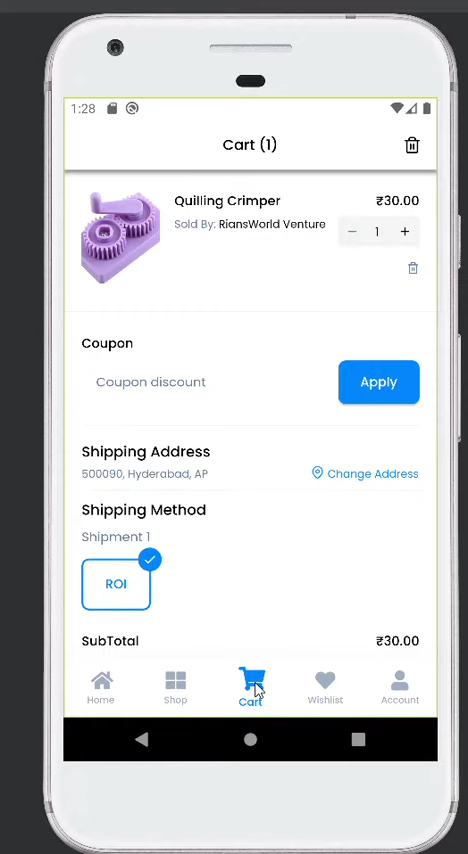 1:28
Cart (1)
Quilling Crimper ₹30.00
Sold By: RiansWorld Venture
− 1 +
Coupon
Coupon discount Apply
Shipping Address
500090, Hyderabad, AP Change Address
Shipping Method
Shipment 1
ROI
SubTotal ₹30.00
Home Shop Cart Wishlist Account